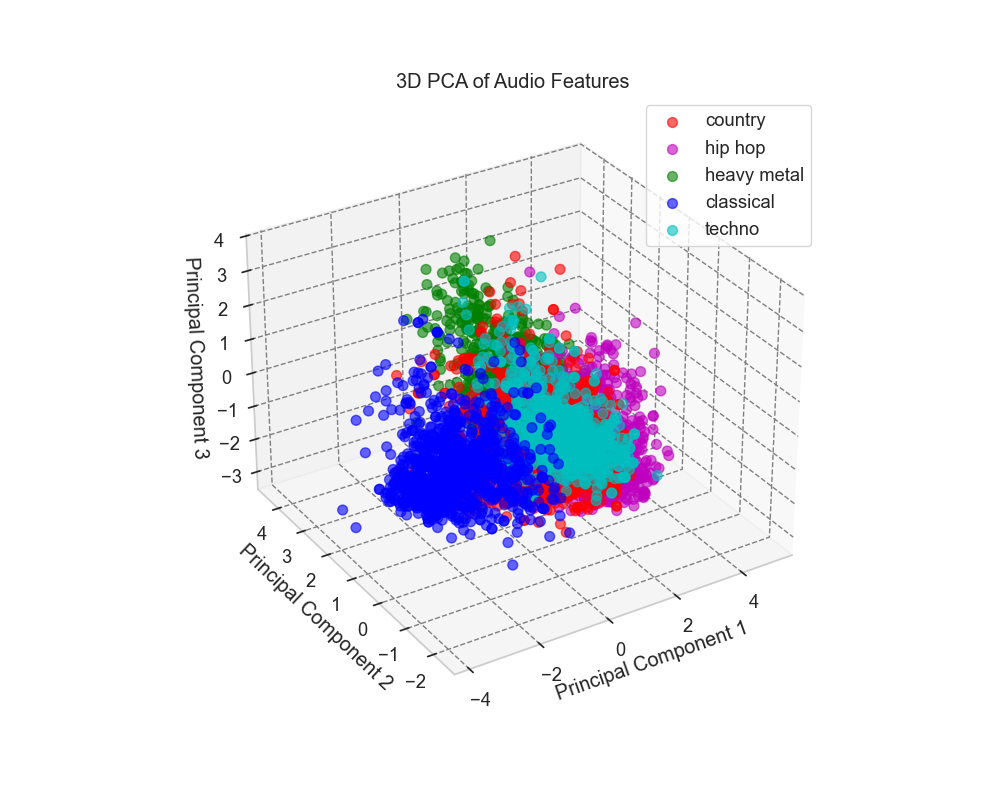 3D PCA of Audio Features
country
hip hop
heavy metal
classical
techno
4
3
2
1
0
−1
−2
−3
Principal Component 3
4
3
2
1
0
−1
−2
Principal Component 2
−4
−2
0
2
4
Principal Component 1